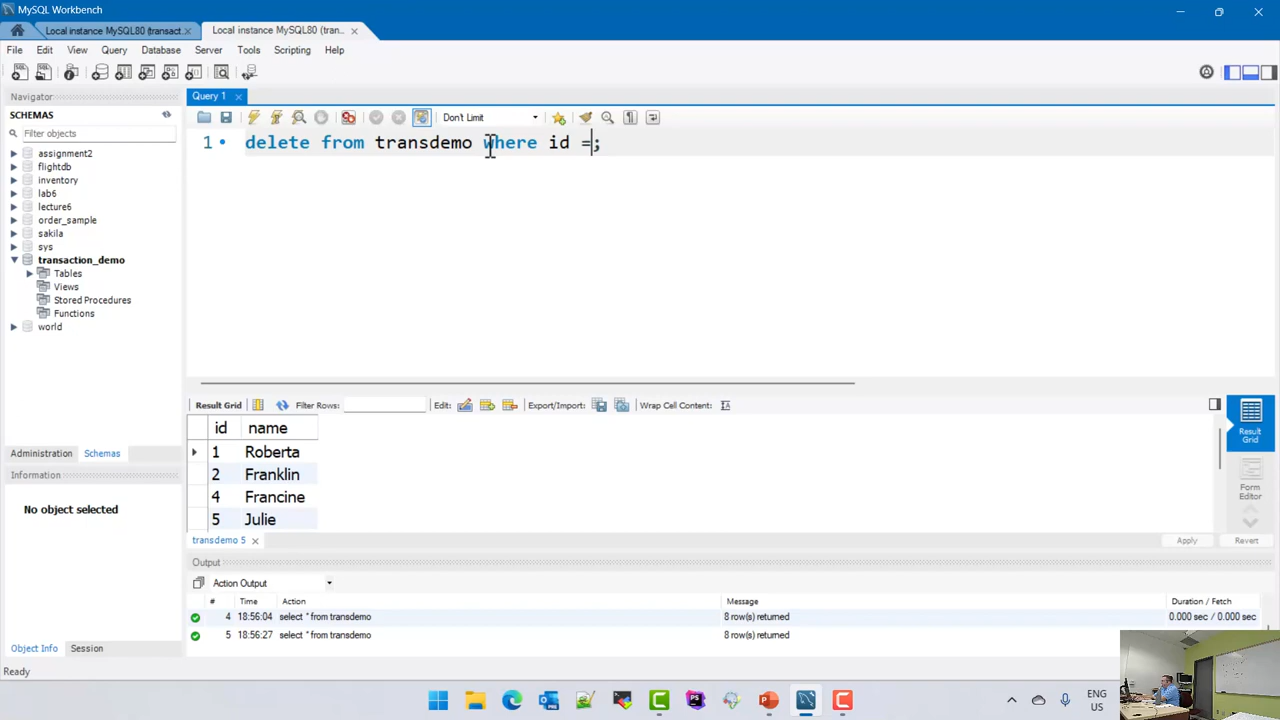 MySQL Workbench
Local instance MySQL80 (transact... × Local instance MySQL80 (tran... ×
File Edit View Query Database Server Tools Scripting Help
Navigator
SCHEMAS
Filter objects
assignment2
flightdb
inventory
lab6
lecture6
order_sample
sakila
sys
transaction_demo
Tables
Views
Stored Procedures
Functions
world
Administration Schemas
Information
No object selected
Object Info Session
Query 1 ×
Don't Limit
1 delete from transdemo where id =;
Result Grid Filter Rows: Edit: Export/Import: Wrap Cell Content:
id name
1 Roberta
2 Franklin
4 Francine
5 Julie
Result Grid
Form Editor
transdemo 5 × Apply Revert
Output
Action Output
# Time Action Message Duration / Fetch
4 18:56:04 select * from transdemo 8 row(s) returned 0.000 sec / 0.000 sec
5 18:56:27 select * from transdemo 8 row(s) returned
Ready
ENG
US